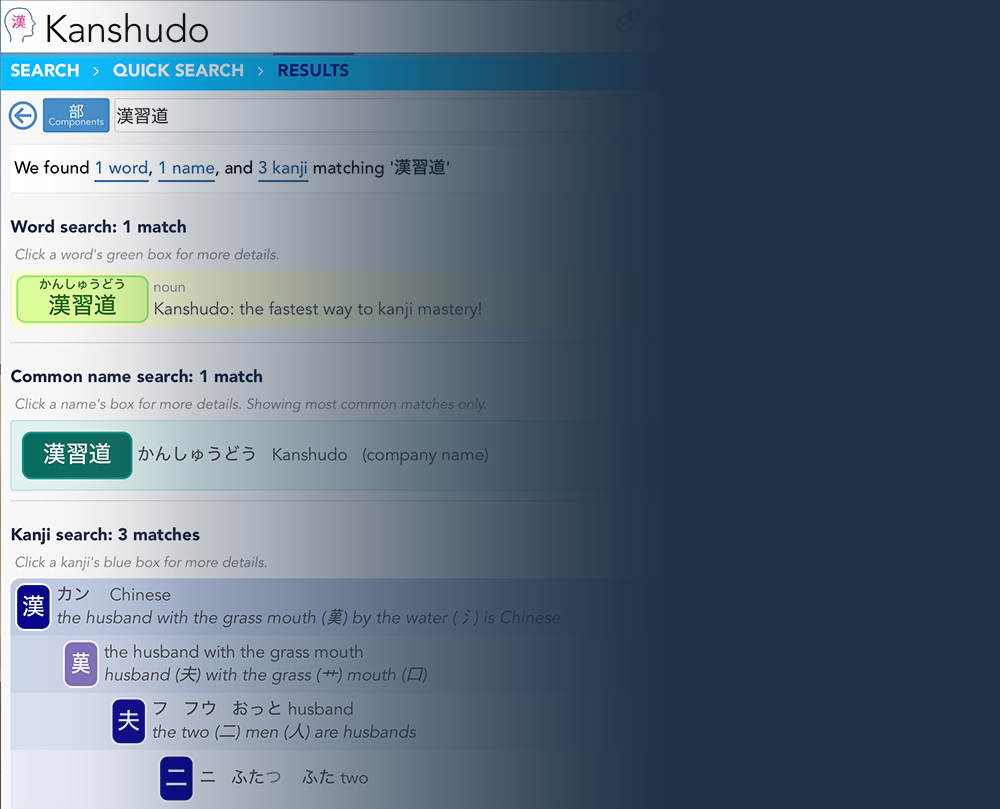 漢
Kanshudo
SEARCH > QUICK SEARCH > RESULTS
部
Components
漢習道
We found 1 word, 1 name, and 3 kanji matching '漢習道'
Word search: 1 match
Click a word's green box for more details.
かんしゅうどう
漢習道
noun
Kanshudo: the fastest way to kanji mastery!
Common name search: 1 match
Click a name's box for more details. Showing most common matches only.
漢習道 かんしゅうどう Kanshudo (company name)
Kanji search: 3 matches
Click a kanji's blue box for more details.
漢 カン Chinese
the husband with the grass mouth (𦰩) by the water (氵) is Chinese
𦰩 the husband with the grass mouth
husband (夫) with the grass (艹) mouth (口)
夫 フ フウ おっと husband
the two (二) men (人) are husbands
二 ニ ふたつ ふた two